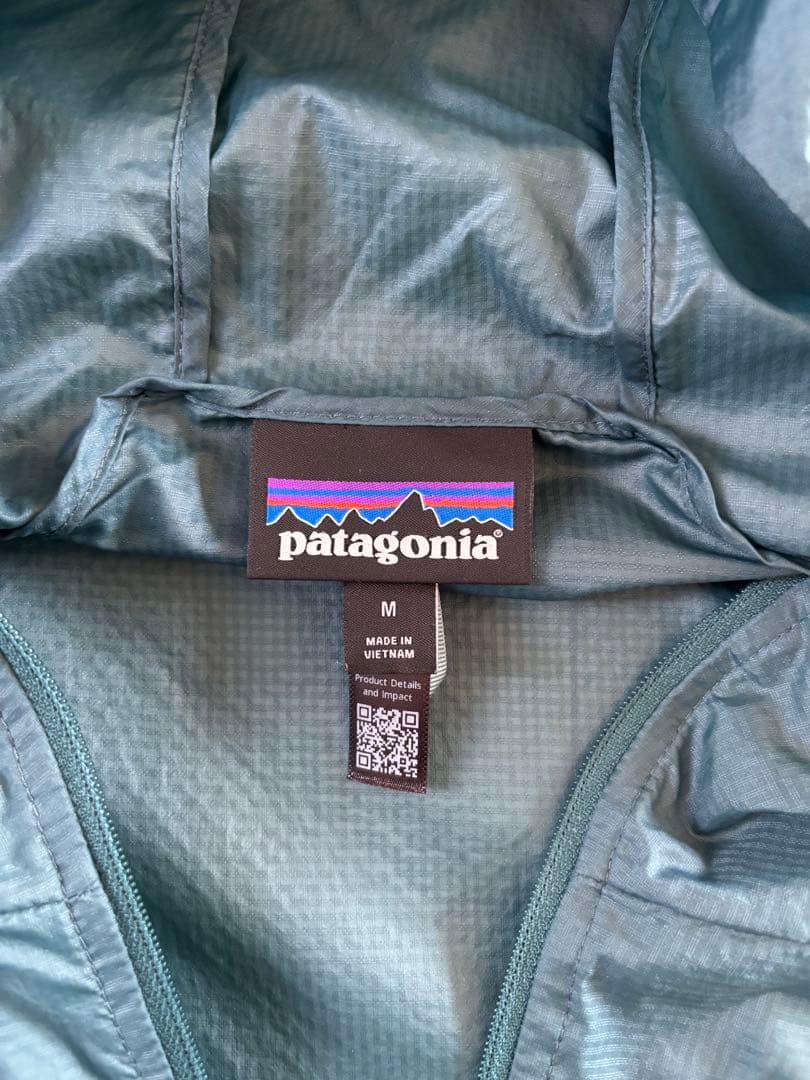 patagonia®
M
MADE IN
VIETNAM
Product Details
and Impact